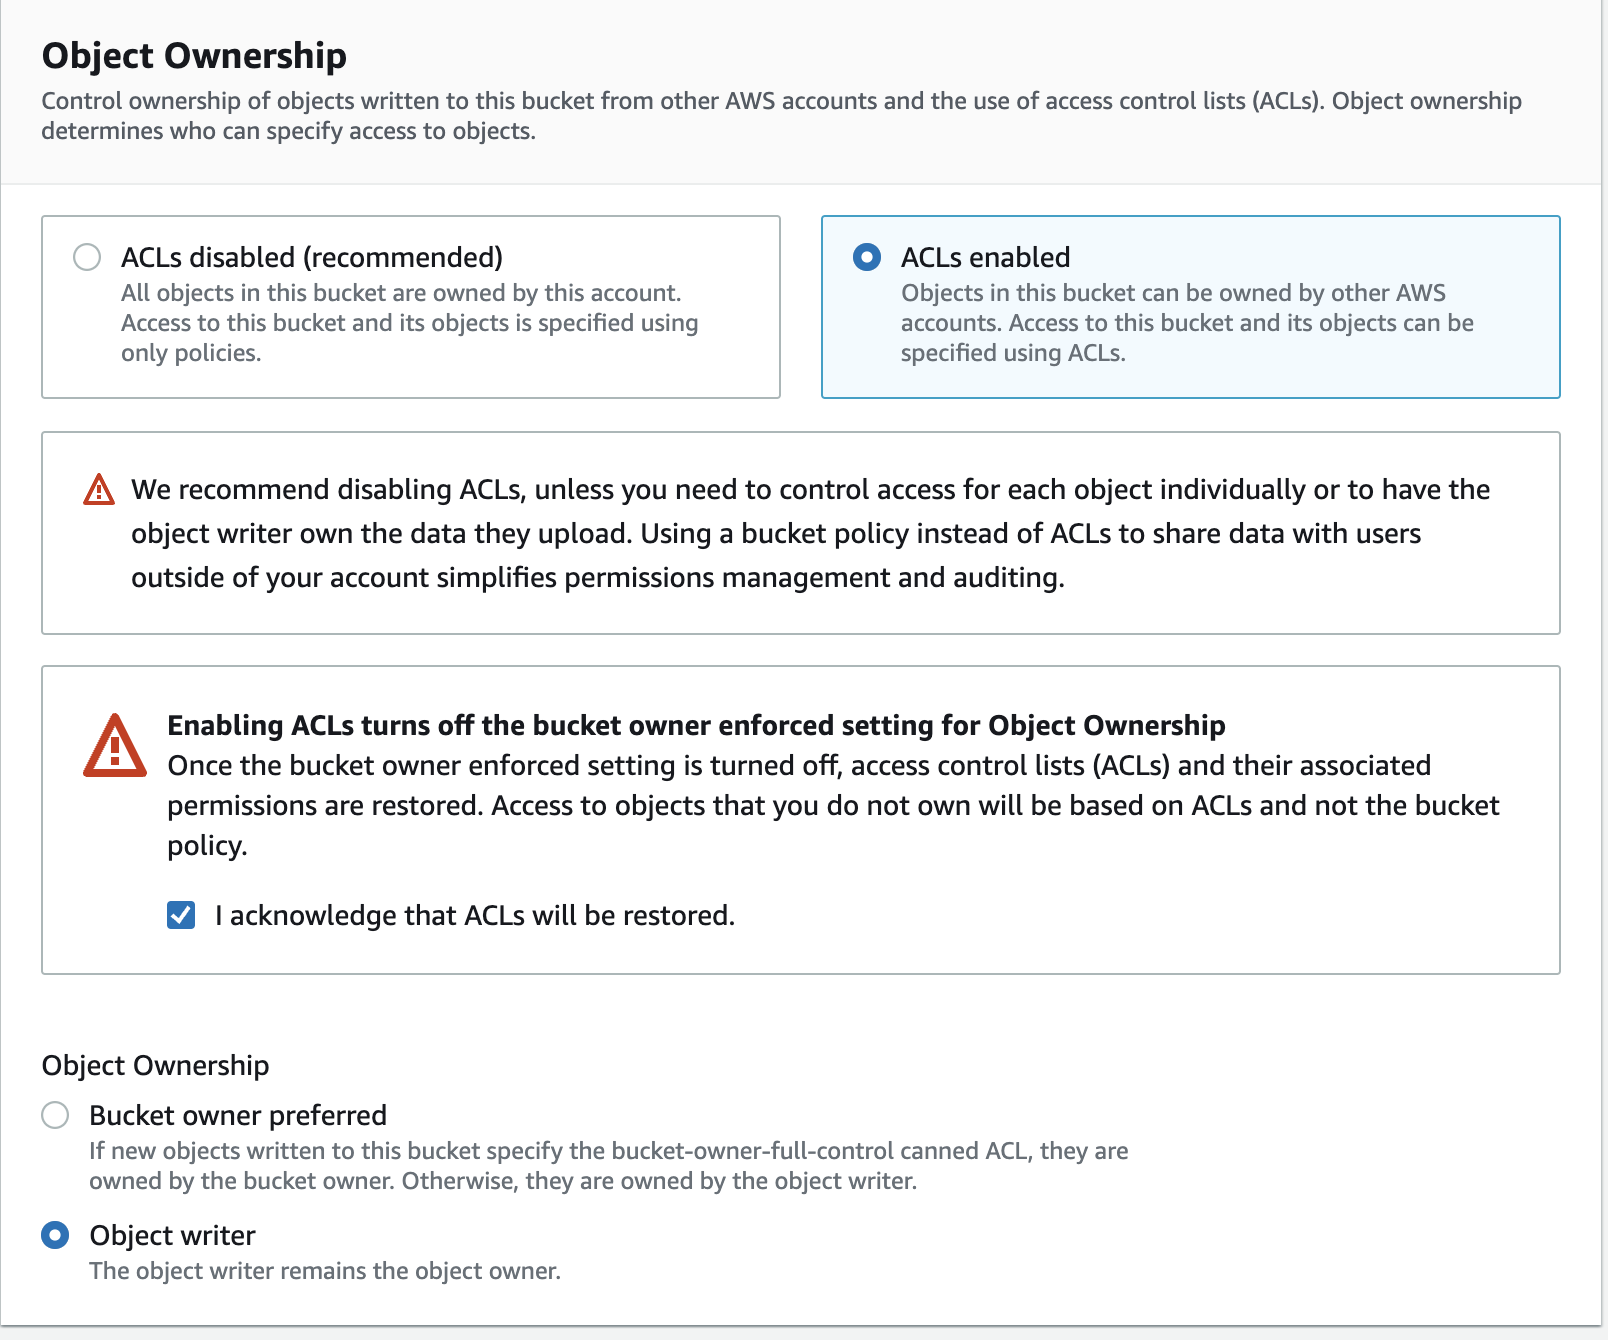 Object Ownership
Control ownership of objects written to this bucket from other AWS accounts and the use of access control lists (ACLs). Object ownership
determines who can specify access to objects.
ACLs disabled (recommended)
All objects in this bucket are owned by this account.
Access to this bucket and its objects is specified using
only policies.
ACLs enabled
Objects in this bucket can be owned by other AWS
accounts. Access to this bucket and its objects can be
specified using ACLs.
We recommend disabling ACLs, unless you need to control access for each object individually or to have the
object writer own the data they upload. Using a bucket policy instead of ACLs to share data with users
outside of your account simplifies permissions management and auditing.
Enabling ACLs turns off the bucket owner enforced setting for Object Ownership
Once the bucket owner enforced setting is turned off, access control lists (ACLs) and their associated
permissions are restored. Access to objects that you do not own will be based on ACLs and not the bucket
policy.
I acknowledge that ACLs will be restored.
Object Ownership
Bucket owner preferred
If new objects written to this bucket specify the bucket-owner-full-control canned ACL, they are
owned by the bucket owner. Otherwise, they are owned by the object writer.
Object writer
The object writer remains the object owner.